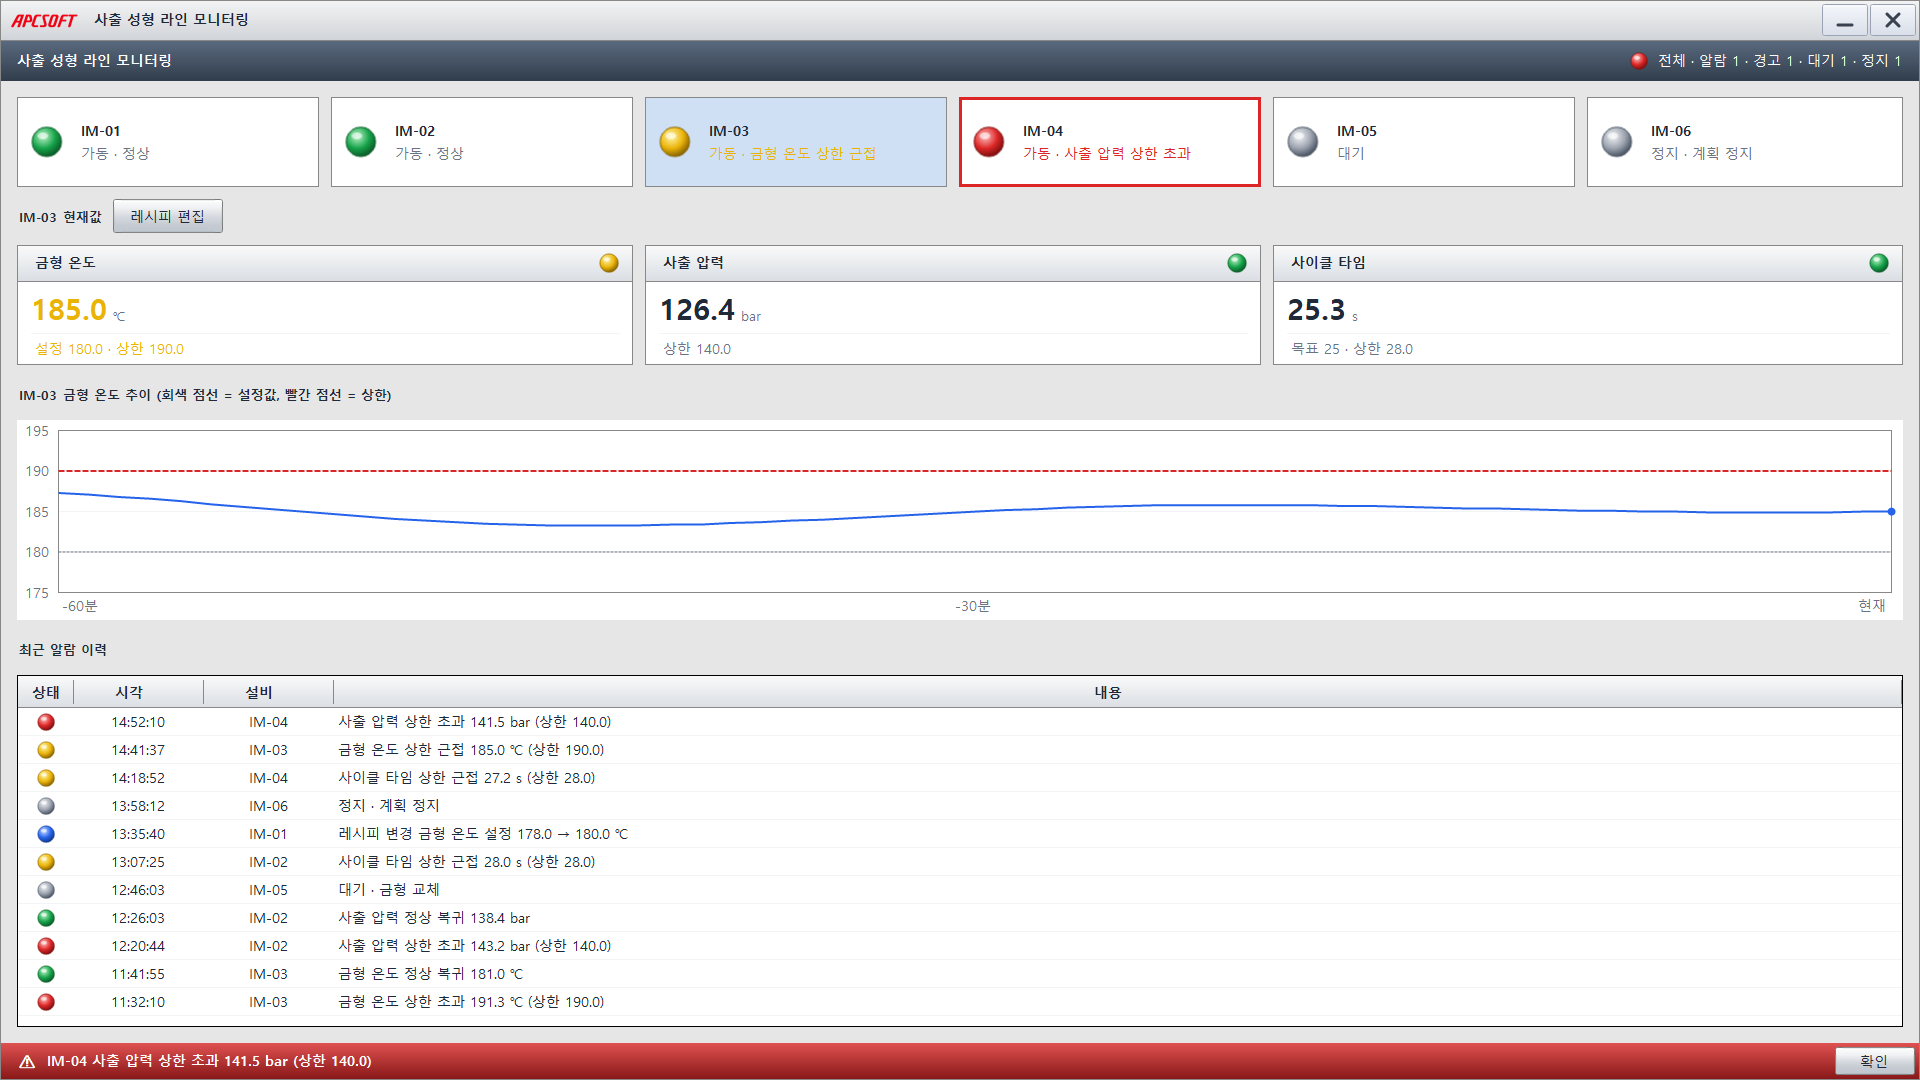 APCSOFT 사출 성형 라인 모니터링
사출 성형 라인 모니터링
전체 · 알람 1 · 경고 1 · 대기 1 · 정지 1
IM-01
가동 · 정상
IM-02
가동 · 정상
IM-03
가동 · 금형 온도 상한 근접
IM-04
가동 · 사출 압력 상한 초과
IM-05
대기
IM-06
정지 · 계획 정지
IM-03 현재값
레시피 편집
금형 온도
185.0 ℃
설정 180.0 · 상한 190.0
사출 압력
126.4 bar
상한 140.0
사이클 타임
25.3 s
목표 25 · 상한 28.0
IM-03 금형 온도 추이 (회색 점선 = 설정값, 빨간 점선 = 상한)
195
190
185
180
175
-60분
-30분
현재
최근 알람 이력
상태 시각 설비 내용
14:52:10 IM-04 사출 압력 상한 초과 141.5 bar (상한 140.0)
14:41:37 IM-03 금형 온도 상한 근접 185.0 ℃ (상한 190.0)
14:18:52 IM-04 사이클 타임 상한 근접 27.2 s (상한 28.0)
13:58:12 IM-06 정지 · 계획 정지
13:35:40 IM-01 레시피 변경 금형 온도 설정 178.0 → 180.0 ℃
13:07:25 IM-02 사이클 타임 상한 근접 28.0 s (상한 28.0)
12:46:03 IM-05 대기 · 금형 교체
12:26:03 IM-02 사출 압력 정상 복귀 138.4 bar
12:20:44 IM-02 사출 압력 상한 초과 143.2 bar (상한 140.0)
11:41:55 IM-03 금형 온도 정상 복귀 181.0 ℃
11:32:10 IM-03 금형 온도 상한 초과 191.3 ℃ (상한 190.0)
IM-04 사출 압력 상한 초과 141.5 bar (상한 140.0)
확인